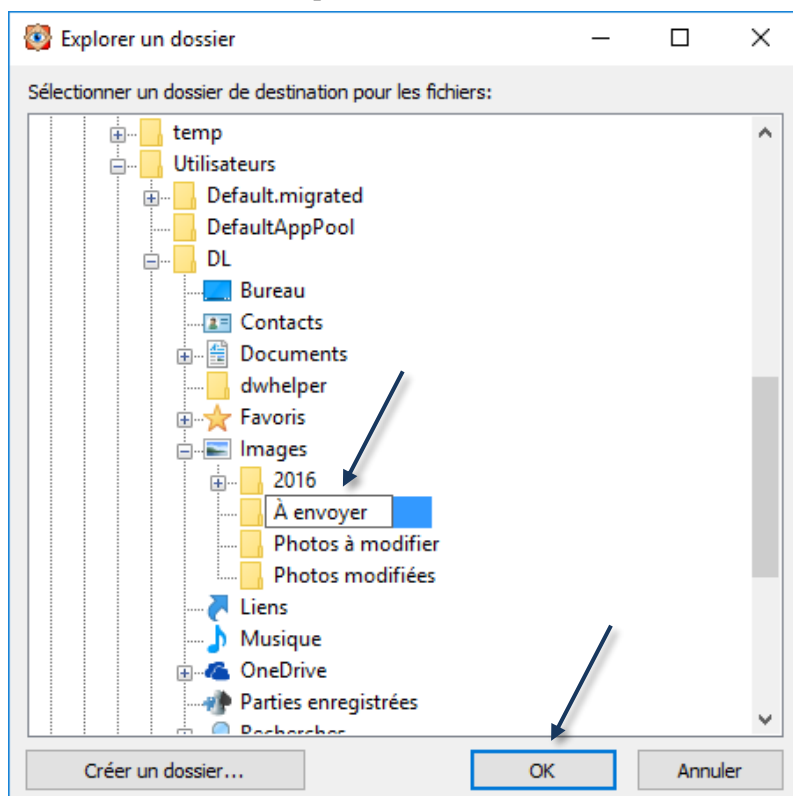 Explorer un dossier
Sélectionner un dossier de destination pour les fichiers:
temp
Utilisateurs
Default.migrated
DefaultAppPool
DL
Bureau
Contacts
Documents
dwhelper
Favoris
Images
2016
À envoyer
Photos à modifier
Photos modifiées
Liens
Musique
OneDrive
Parties enregistrées
Recherches
Créer un dossier... OK Annuler